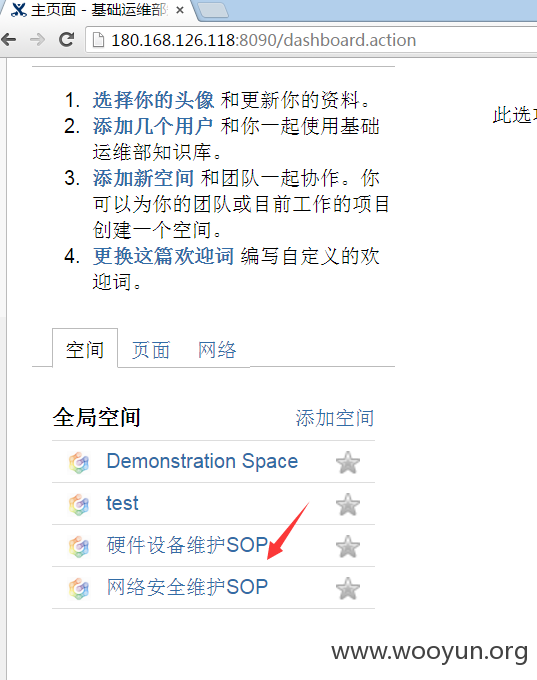 主页面 - 基础运维部
180.168.126.118:8090/dashboard.action
1. 选择你的头像 和更新你的资料。
2. 添加几个用户 和你一起使用基础
运维部知识库。
3. 添加新空间 和团队一起协作。你
可以为你的团队或目前工作的项目
创建一个空间。
4. 更换这篇欢迎词 编写自定义的欢
迎词。
此选
空间 页面 网络
全局空间 添加空间
Demonstration Space
test
硬件设备维护SOP
网络安全维护SOP
www.wooyun.org